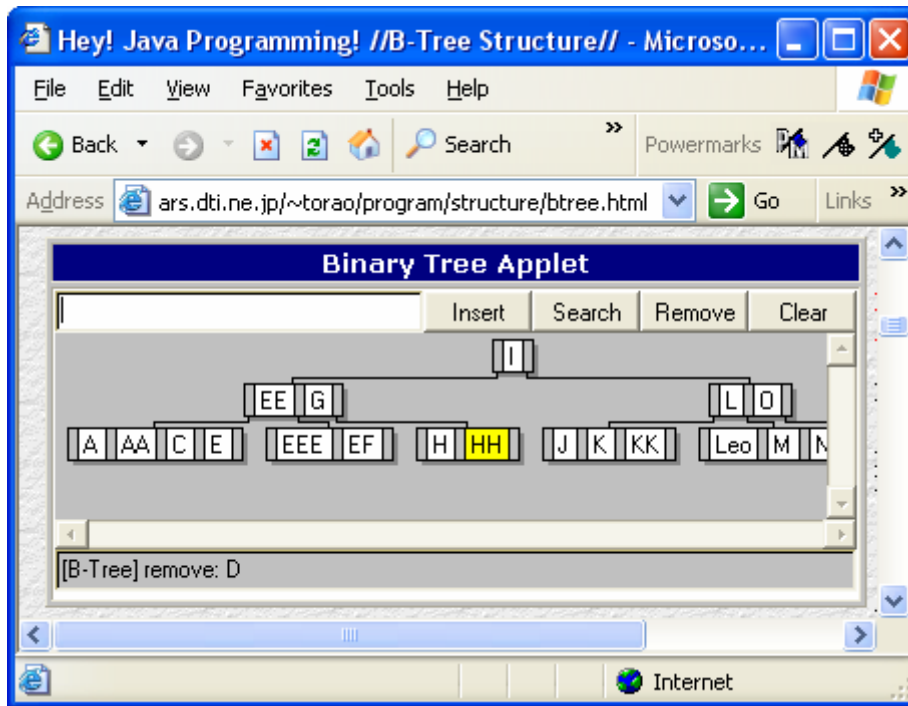 Hey! Java Programming! //B-Tree Structure// - Microso...
File Edit View Favorites Tools Help
Back Search » Powermarks
Address ars.dti.ne.jp/~torao/program/structure/btree.html Go Links »
Binary Tree Applet
Insert Search Remove Clear
I
EE G L O
A AA C E EEE EF H HH J K KK Leo M
[B-Tree] remove: D
Internet